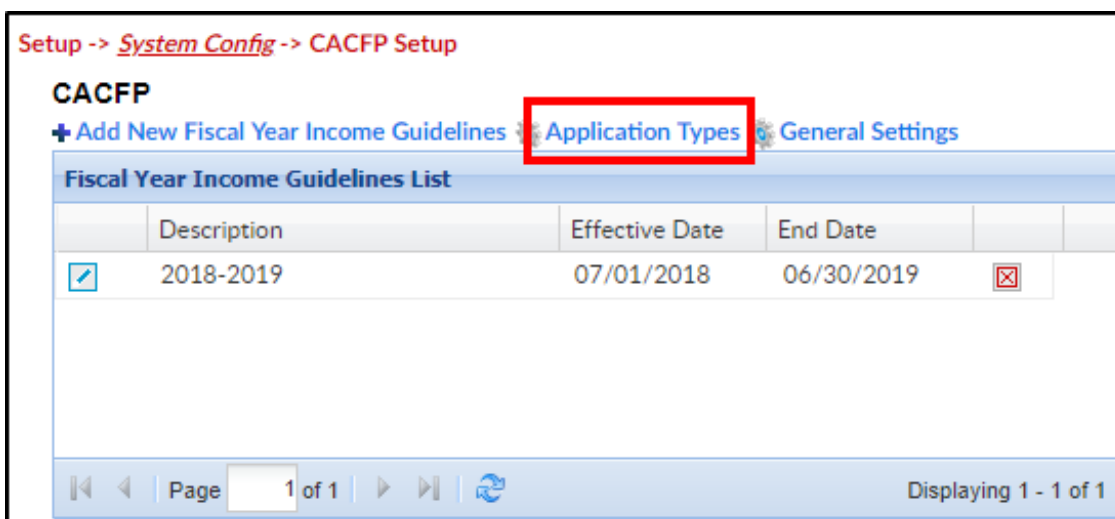 Setup -> System Config -> CACFP Setup
CACFP
Add New Fiscal Year Income Guidelines Application Types General Settings
Fiscal Year Income Guidelines List
Description Effective Date End Date
2018-2019 07/01/2018 06/30/2019
Page 1 of 1 Displaying 1 - 1 of 1